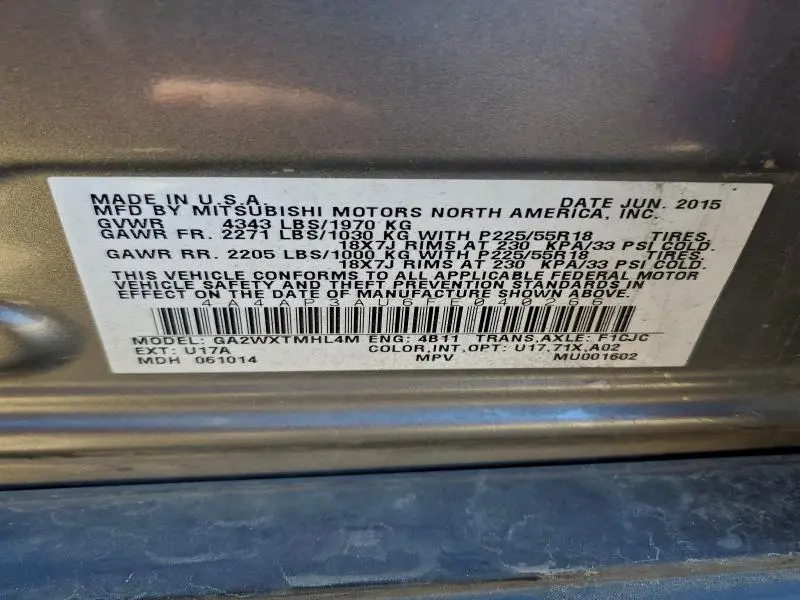 MADE IN U.S.A. DATE JUN. 2015
MFD BY MITSUBISHI MOTORS NORTH AMERICA, INC.
GVWR 4343 LBS/1970 KG
GAWR FR. 2271 LBS/1030 KG WITH P225/55R18 TIRES,
18X7J RIMS AT 230 KPA/33 PSI COLD.
GAWR RR. 2205 LBS/1000 KG WITH P225/55R18 TIRES,
18X7J RIMS AT 230 KPA/33 PSI COLD.
THIS VEHICLE CONFORMS TO ALL APPLICABLE FEDERAL MOTOR
VEHICLE SAFETY AND THEFT PREVENTION STANDARDS IN
EFFECT ON THE DATE OF MANUFACTURE SHOWN ABOVE.
MODEL: GA2WXTMHL4M ENG: 4B11 TRANS,AXLE: F1CJC
EXT: U17A COLOR,INT,OPT: U17,71X,A02
MDH 061014 MPV MU001602